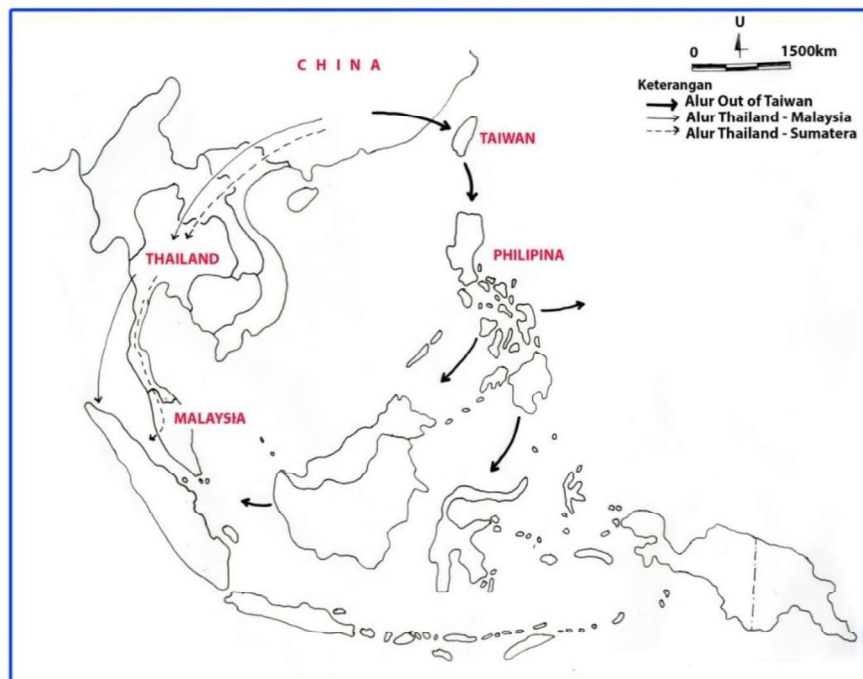 C H I N A
U
0 1500km
Keterangan
Alur Out of Taiwan
Alur Thailand - Malaysia
Alur Thailand - Sumatera
TAIWAN
THAILAND
PHILIPINA
MALAYSIA